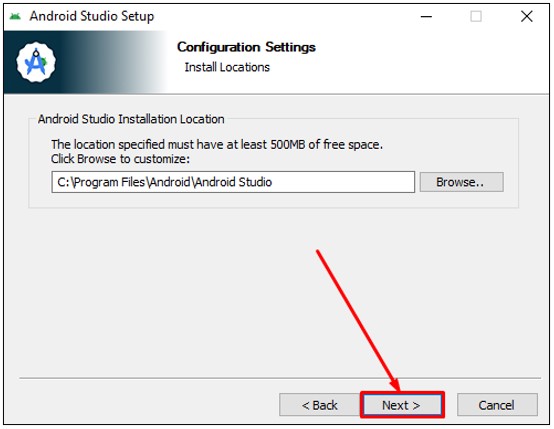 Android Studio Setup
Configuration Settings
Install Locations
Android Studio Installation Location
The location specified must have at least 500MB of free space.
Click Browse to customize:
C:\Program Files\Android\Android Studio
Browse..
< Back
Next >
Cancel